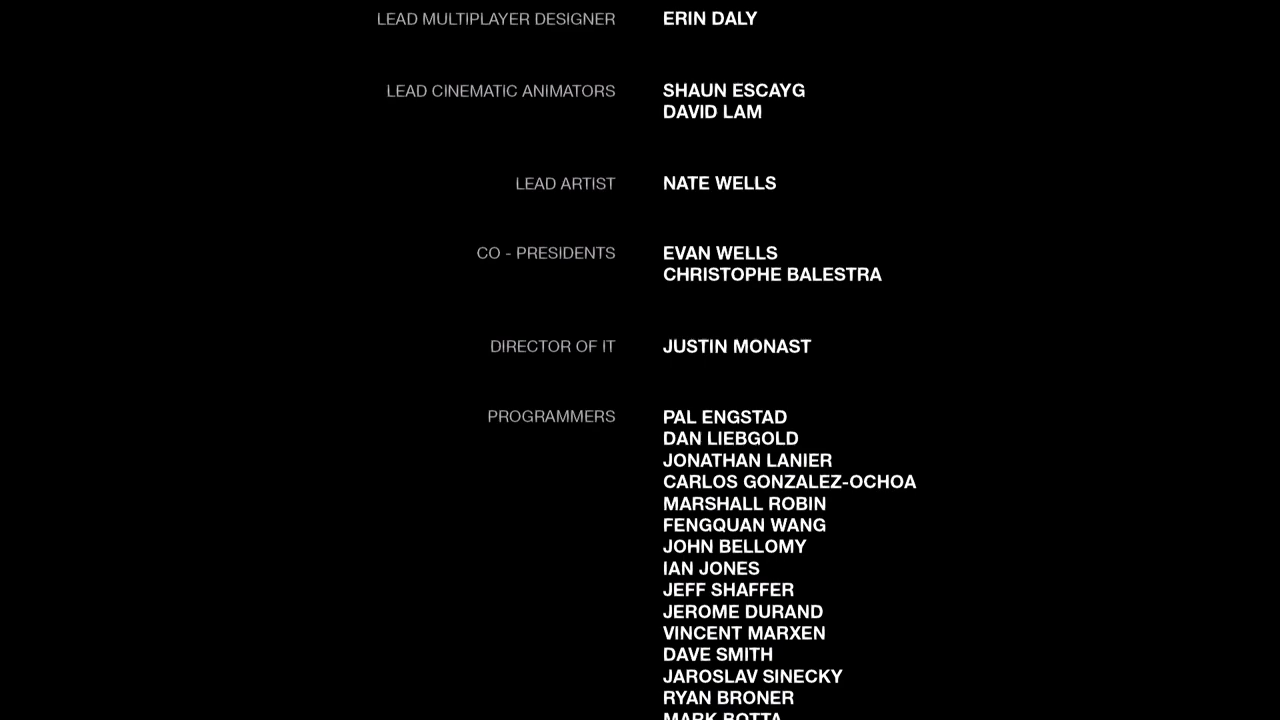 LEAD MULTIPLAYER DESIGNER ERIN DALY
LEAD CINEMATIC ANIMATORS SHAUN ESCAYG
DAVID LAM
LEAD ARTIST NATE WELLS
CO - PRESIDENTS EVAN WELLS
CHRISTOPHE BALESTRA
DIRECTOR OF IT JUSTIN MONAST
PROGRAMMERS PAL ENGSTAD
DAN LIEBGOLD
JONATHAN LANIER
CARLOS GONZALEZ-OCHOA
MARSHALL ROBIN
FENGQUAN WANG
JOHN BELLOMY
IAN JONES
JEFF SHAFFER
JEROME DURAND
VINCENT MARXEN
DAVE SMITH
JAROSLAV SINECKY
RYAN BRONER
MARK BOTTA